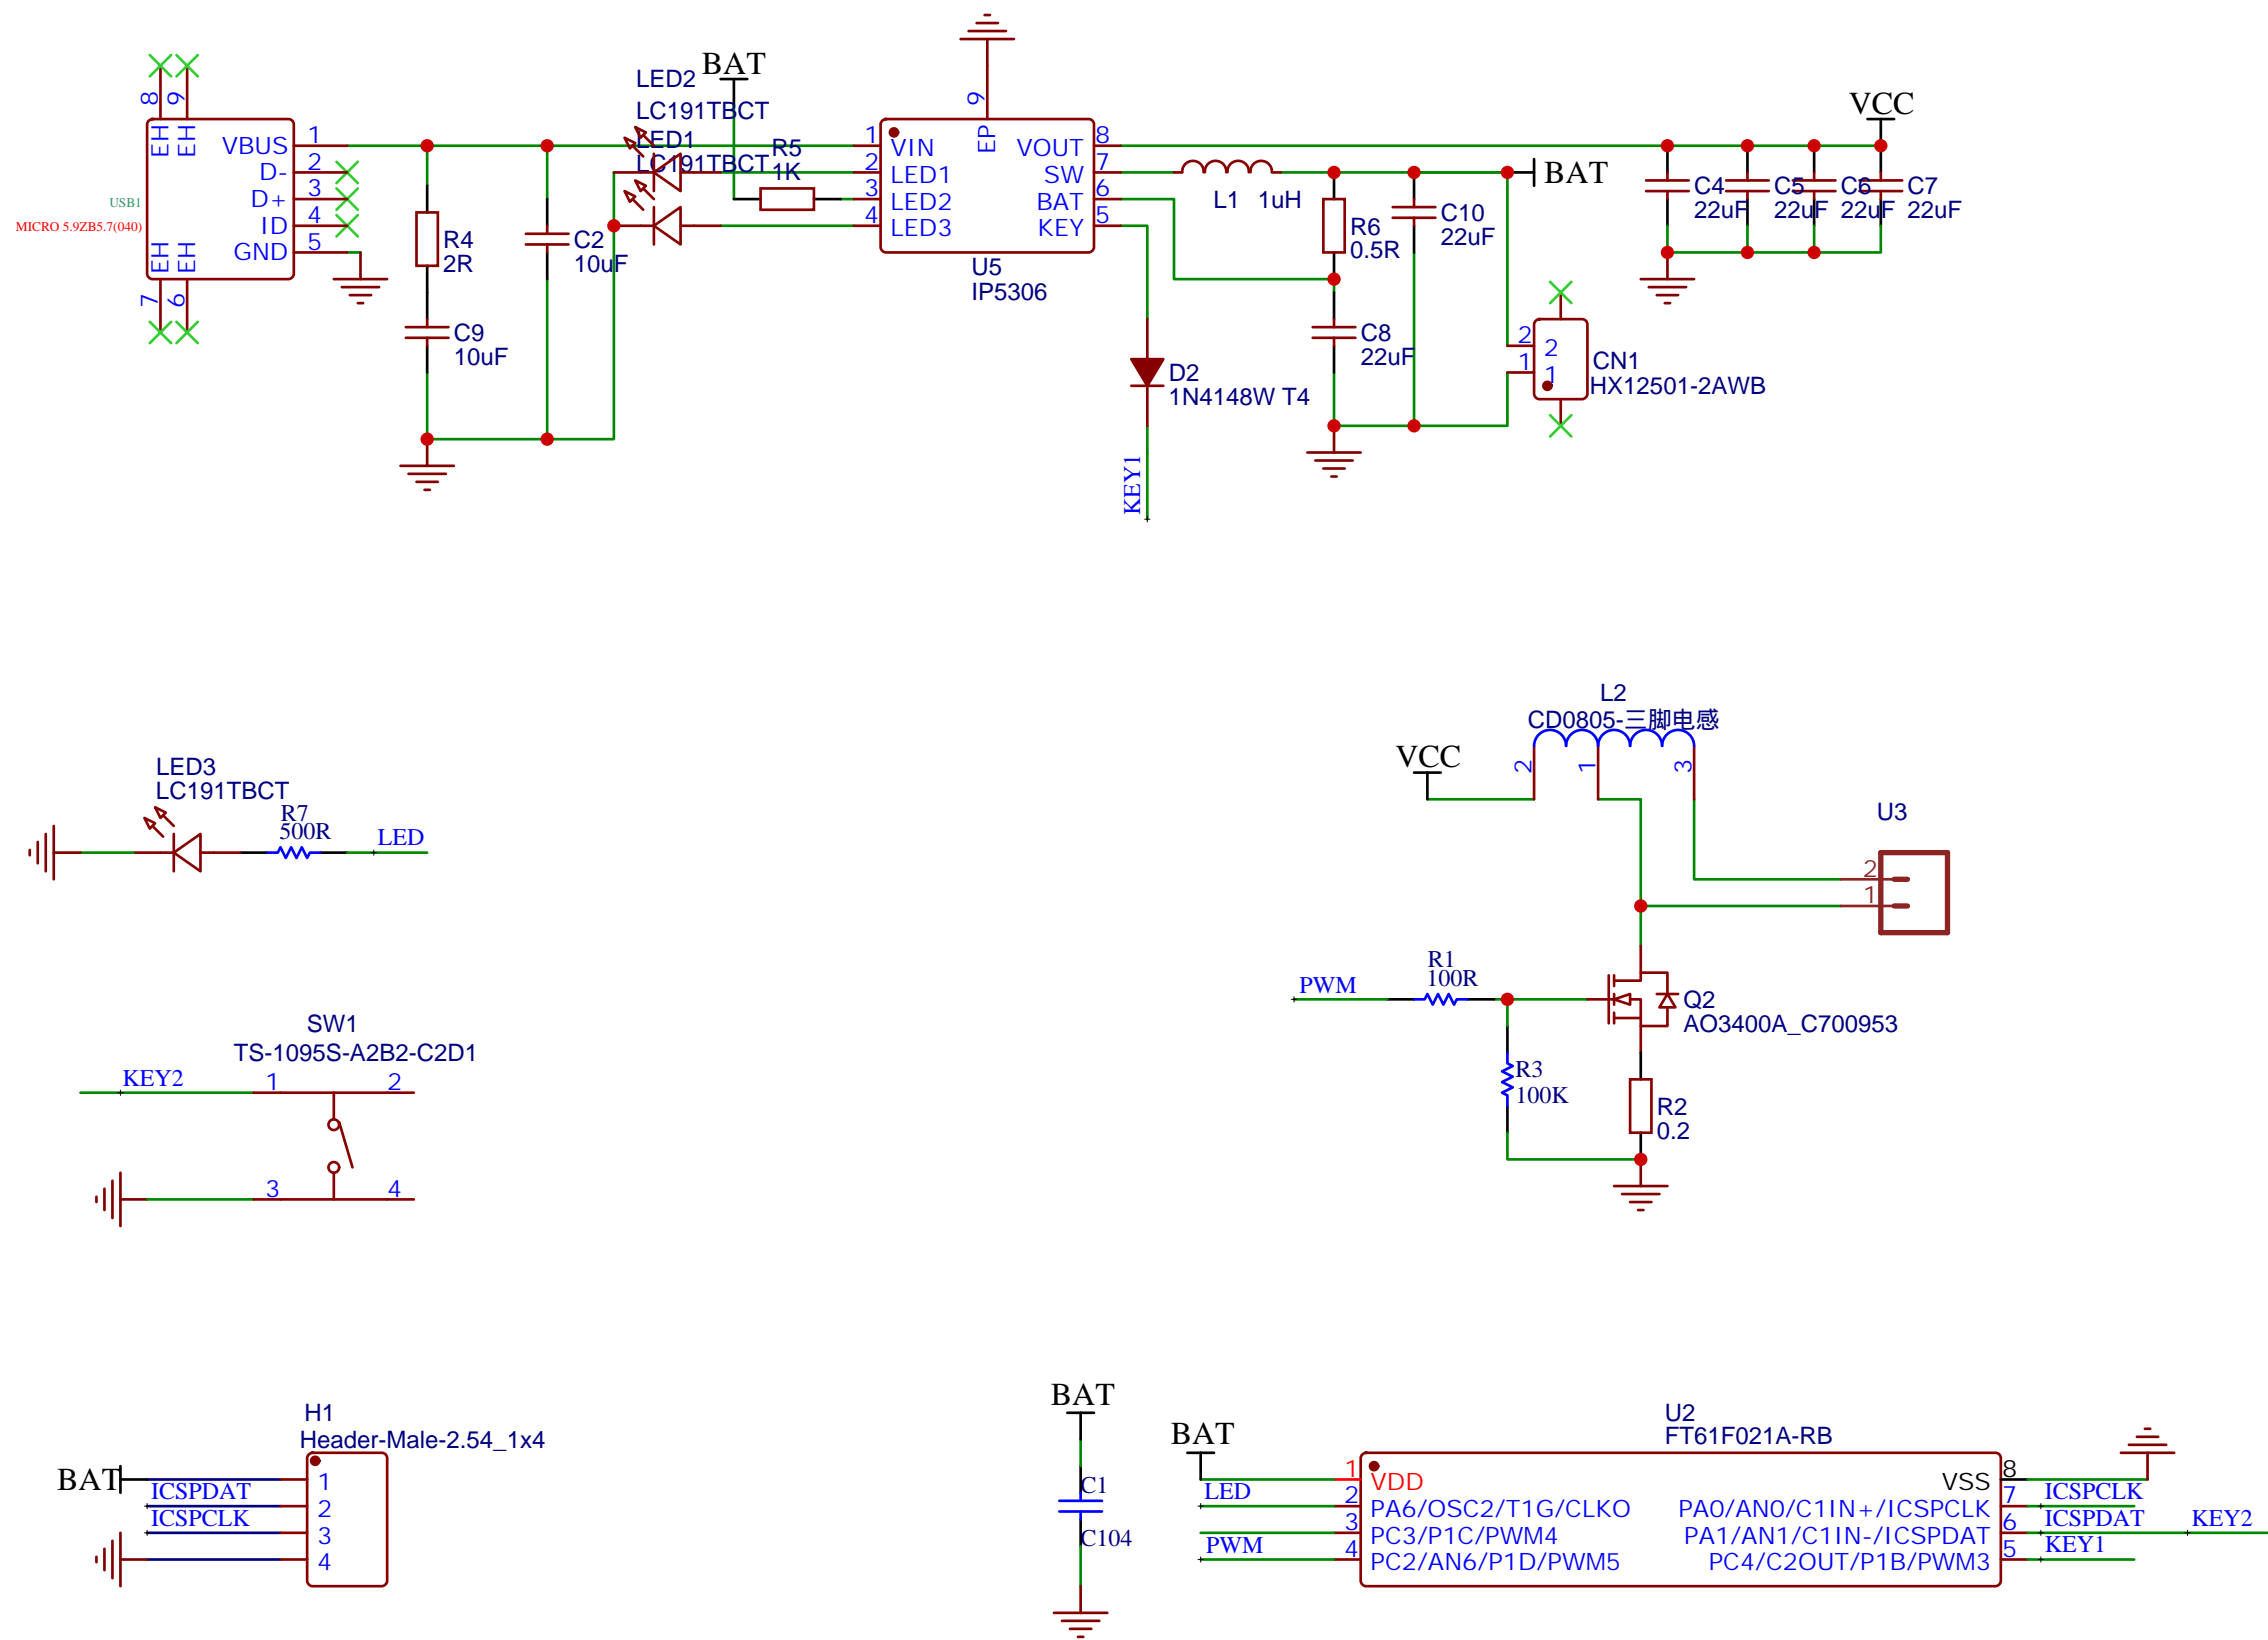 8
9
EH
EH
VBUS
D-
D+
ID
GND
1
2
3
4
5
EH
EH
7
6
USB1
MICRO 5.9ZB5.7(040)
R4
2R
C9
10uF
C2
10uF
LED2
LC191TBCT
LED1
LC191TBCT
BAT
R5
1K
1
2
3
4
9
EP
VIN
LED1
LED2
LED3
VOUT
SW
BAT
KEY
8
7
6
5
U5
IP5306
L1 1uH
R6
0.5R
C10
22uF
C8
22uF
BAT
D2
1N4148W T4
KEY1
2
1
2
1
CN1
HX12501-2AWB
VCC
C4
22uF
C5
22uF
C6
22uF
C7
22uF
LED3
LC191TBCT
R7
500R
LED
SW1
TS-1095S-A2B2-C2D1
KEY2
1
2
3
4
L2
CD0805-三脚电感
VCC
2
1
3
U3
2
1
PWM
R1
100R
R3
100K
Q2
AO3400A_C700953
R2
0.2
H1
Header-Male-2.54_1x4
BAT
ICSPDAT
ICSPCLK
1
2
3
4
BAT
C1
C104
BAT
LED
PWM
U2
FT61F021A-RB
1
2
3
4
VDD
PA6/OSC2/T1G/CLKO
PC3/P1C/PWM4
PC2/AN6/P1D/PWM5
VSS
PA0/AN0/C1IN+/ICSPCLK
PA1/AN1/C1IN-/ICSPDAT
PC4/C2OUT/P1B/PWM3
8
7
6
5
ICSPCLK
ICSPDAT
KEY2
KEY1